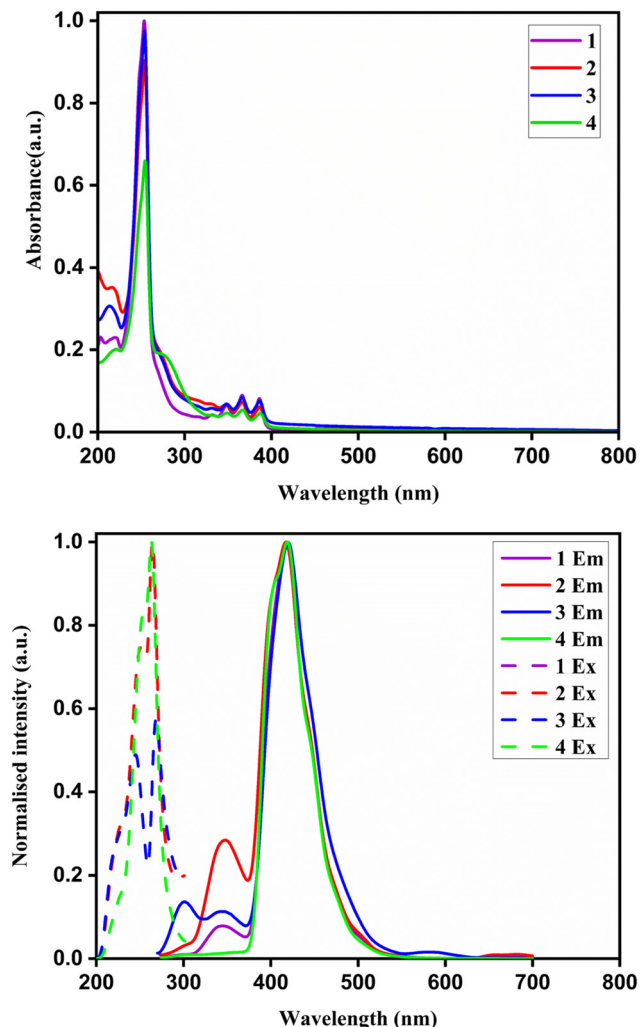 1.0
0.8
0.6
0.4
0.2
0.0
Absorbance(a.u.)
1
2
3
4
200 300 400 500 600 700 800
Wavelength (nm)
1.0
0.8
0.6
0.4
0.2
0.0
Normalised intensity (a.u.)
1 Em
2 Em
3 Em
4 Em
1 Ex
2 Ex
3 Ex
4 Ex
200 300 400 500 600 700 800
Wavelength (nm)